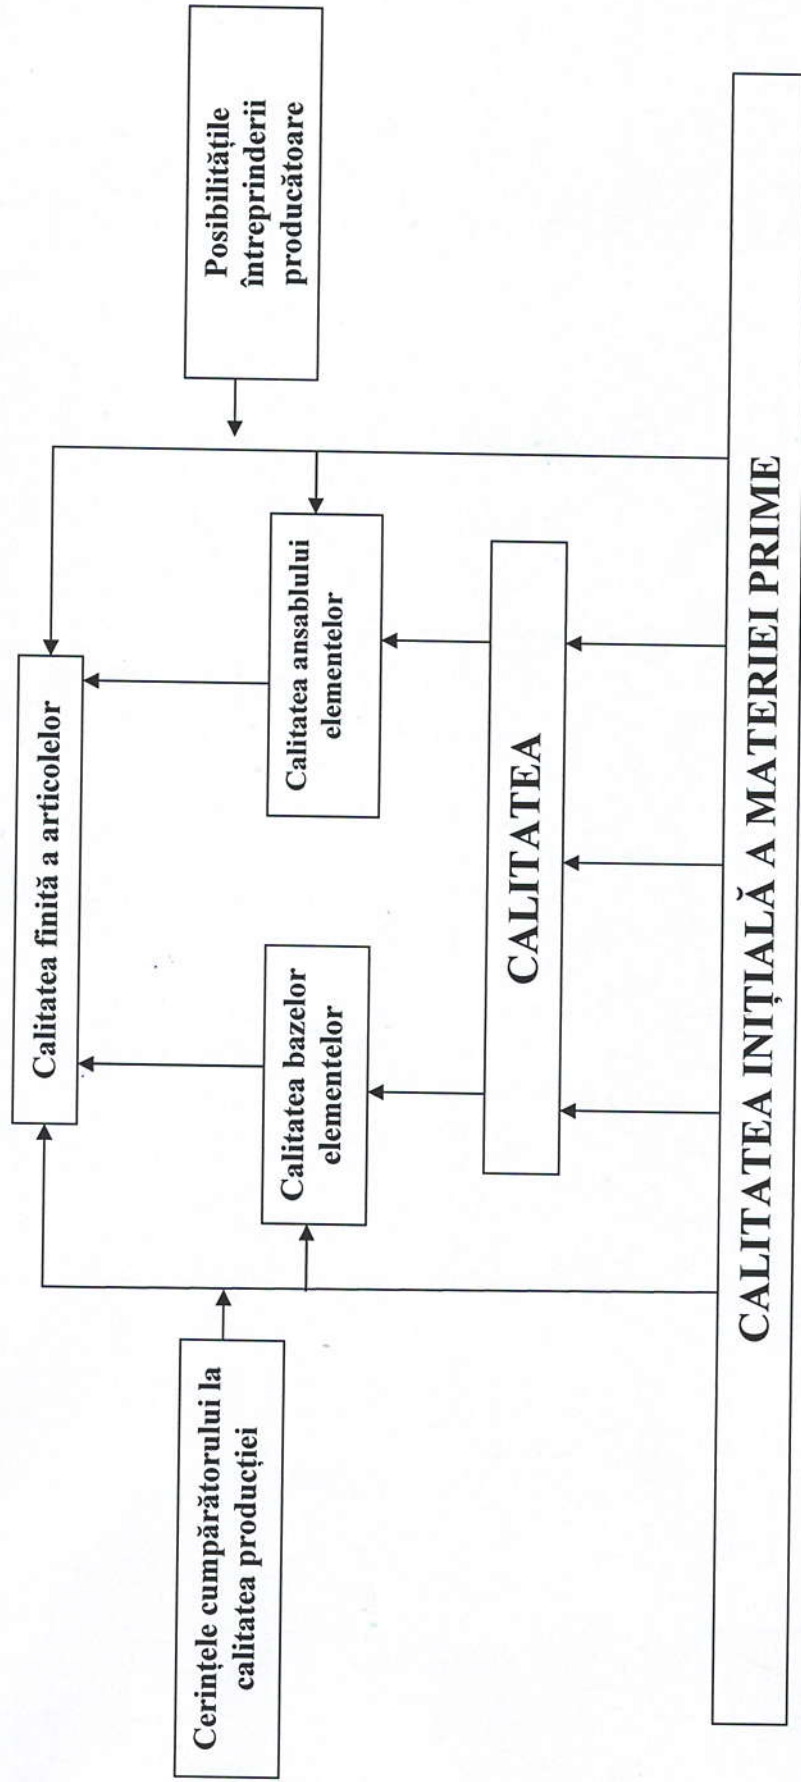 Calitatea finită a articolelor
Cerințele cumpărătorului la
calitatea producției
Posibilitățile
întreprinderii
producătoare
Calitatea bazelor
elementelor
Calitatea ansablului
elementelor
CALITATEA
CALITATEA INIȚIALĂ A MATERIEI PRIME